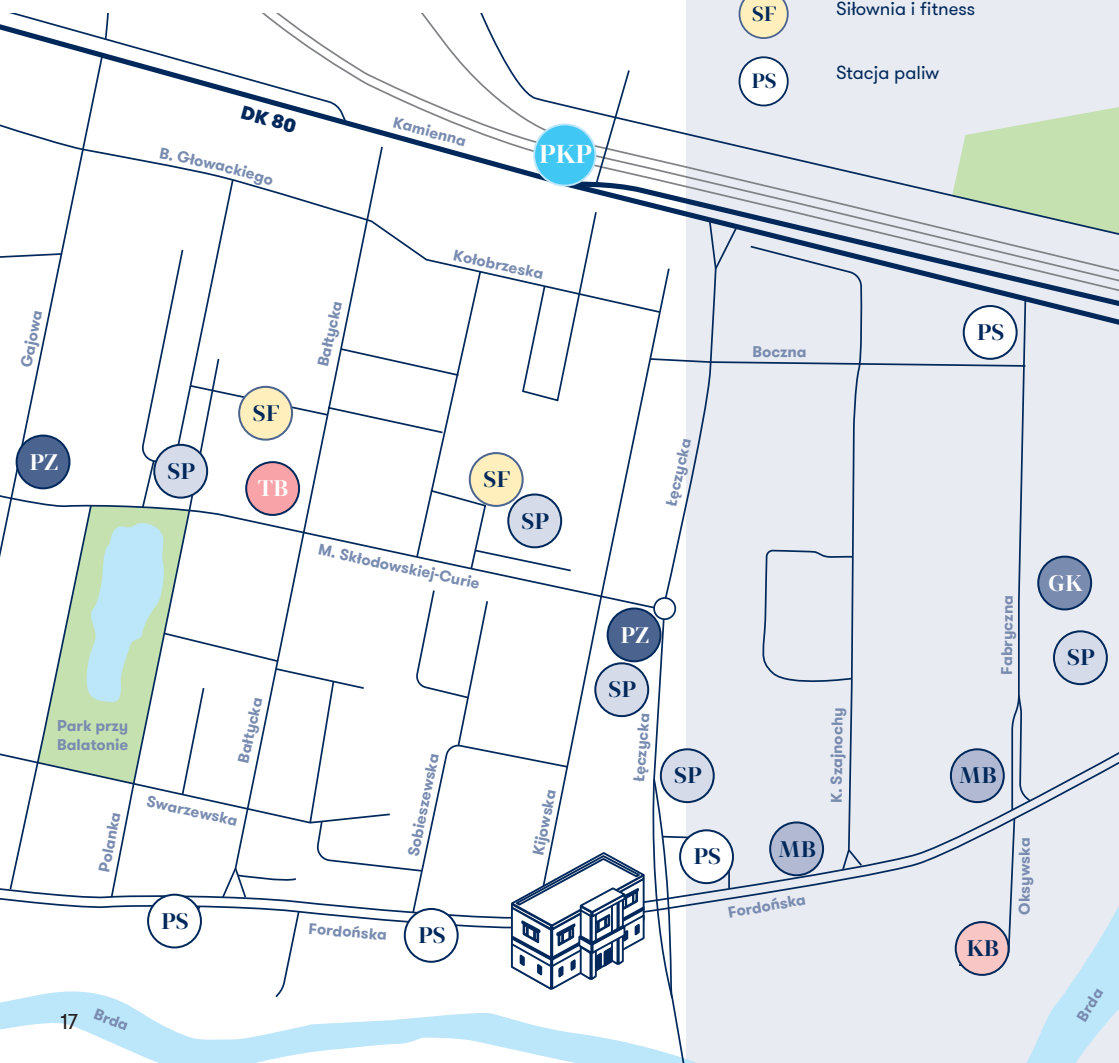 SF
Siłownia i fitness
PS
Stacja paliw
DK 80
Kamienna
PKP
B. Głowackiego
Kołobrzeska
Gajowa
Bałtycka
PS
Boczna
SF
PZ
SP
TB
SF
SP
Łęczycka
M. Skłodowskiej-Curie
GK
PZ
Fabryczna
SP
SP
Park przy
Balatonie
Bałtycka
Łęczycka
K. Szajnochy
SP
MB
Swarzewska
Sobieszewska
Kijowska
Polanka
PS
MB
Oksywska
PS
Fordońska
PS
Fordońska
KB
17
Brda
Brda